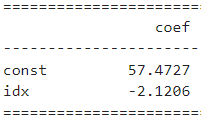 ==========================
coef
--------------------------
const 57.4727
idx -2.1206
==========================